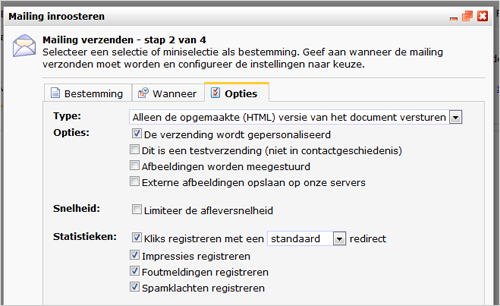 Mailing inroosteren
Mailing verzenden - stap 2 van 4
Selecteer een selectie of miniselectie als bestemming. Geef aan wanneer de mailing
verzonden moet worden en configureer de instellingen naar keuze.
Bestemming Wanneer Opties
Type: Alleen de opgemaakte (HTML) versie van het document versturen
Opties: De verzending wordt gepersonaliseerd
Dit is een testverzending (niet in contactgeschiedenis)
Afbeeldingen worden meegestuurd
Externe afbeeldingen opslaan op onze servers
Snelheid: Limiteer de afleversnelheid
Statistieken: Kliks registreren met een standaard redirect
Impressies registreren
Foutmeldingen registreren
Spamklachten registreren